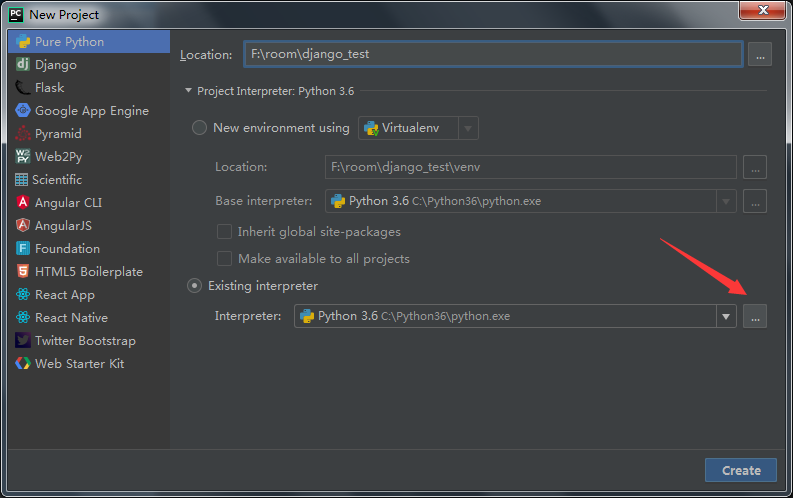 New Project
Pure Python
Django
Flask
Google App Engine
Pyramid
Web2Py
Scientific
Angular CLI
AngularJS
Foundation
HTML5 Boilerplate
React App
React Native
Twitter Bootstrap
Web Starter Kit
Location: F:\room\django_test ...
Project Interpreter: Python 3.6
New environment using Virtualenv
Location: F:\room\django_test\venv ...
Base interpreter: Python 3.6 C:\Python36\python.exe ...
Inherit global site-packages
Make available to all projects
Existing interpreter
Interpreter: Python 3.6 C:\Python36\python.exe ...
Create